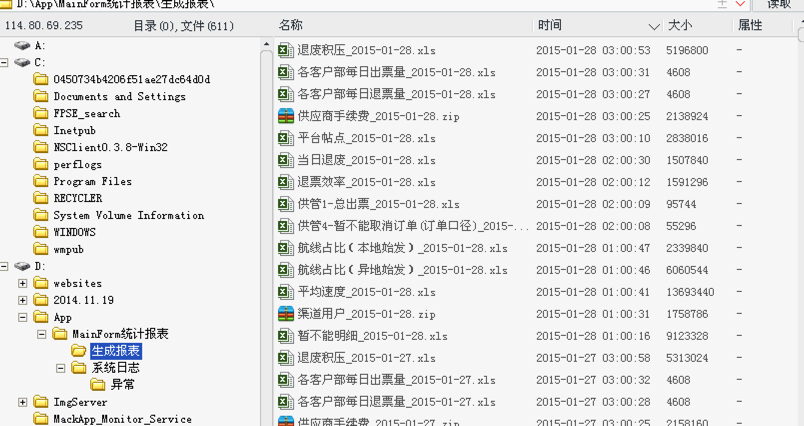 D:\App\MainForm统计报表\生成报表\ 读取
114.80.69.235 目录(0),文件(611) 名称 时间 大小 属性
A:
C:
0450734b4206f51ae27dc64d0d
Documents and Settings
FPSE_search
Inetpub
NSClient0.3.8-Win32
perflogs
Program Files
RECYCLER
System Volume Information
WINDOWS
wmpub
D:
websites
2014.11.19
App
MainForm统计报表
生成报表
系统日志
异常
ImgServer
MackApp_Monitor_Service
退废积压_2015-01-28.xls 2015-01-28 03:00:53 5196800 -
各客户部每日出票量_2015-01-28.xls 2015-01-28 03:00:31 4608 -
各客户部每日退票量_2015-01-28.xls 2015-01-28 03:00:27 4608 -
供应商手续费_2015-01-28.zip 2015-01-28 03:00:25 2138924 -
平台帖点_2015-01-28.xls 2015-01-28 03:00:10 2838016 -
当日退废_2015-01-28.xls 2015-01-28 02:00:30 1507840 -
退票效率_2015-01-28.xls 2015-01-28 02:00:12 1591296 -
供管1-总出票_2015-01-28.xls 2015-01-28 02:00:09 95744 -
供管4-暂不能取消订单(订单口径)_2015-... 2015-01-28 02:00:08 55296 -
航线占比(本地始发)_2015-01-28.xls 2015-01-28 01:00:47 2339840 -
航线占比(异地始发)_2015-01-28.xls 2015-01-28 01:00:46 6060544 -
平均速度_2015-01-28.xls 2015-01-28 01:00:41 13693440 -
渠道用户_2015-01-28.zip 2015-01-28 01:00:31 1758786 -
暂不能明细_2015-01-28.xls 2015-01-28 01:00:16 9123328 -
退废积压_2015-01-27.xls 2015-01-27 03:00:58 5313024 -
各客户部每日出票量_2015-01-27.xls 2015-01-27 03:00:32 4608 -
各客户部每日退票量_2015-01-27.xls 2015-01-27 03:00:28 4608 -
供应商手续费_2015-01-27.zip 2015-01-27 03:00:25 2158160 -